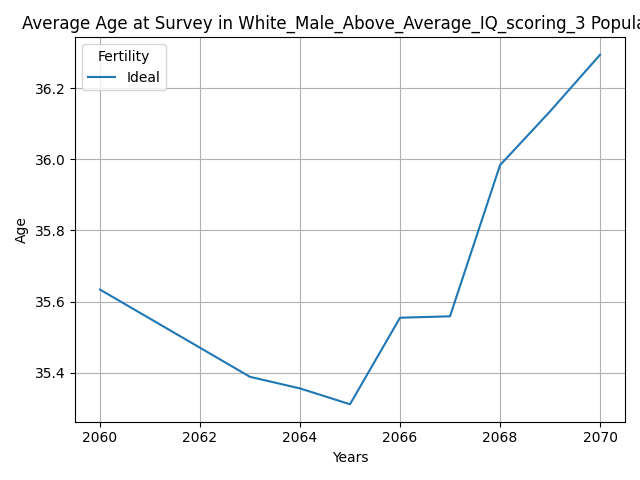 Average Age at Survey in White_Male_Above_Average_IQ_scoring_3 Popula
Fertility
Ideal
36.2
36.0
35.8
35.6
35.4
Age
2060 2062 2064 2066 2068 2070
Years